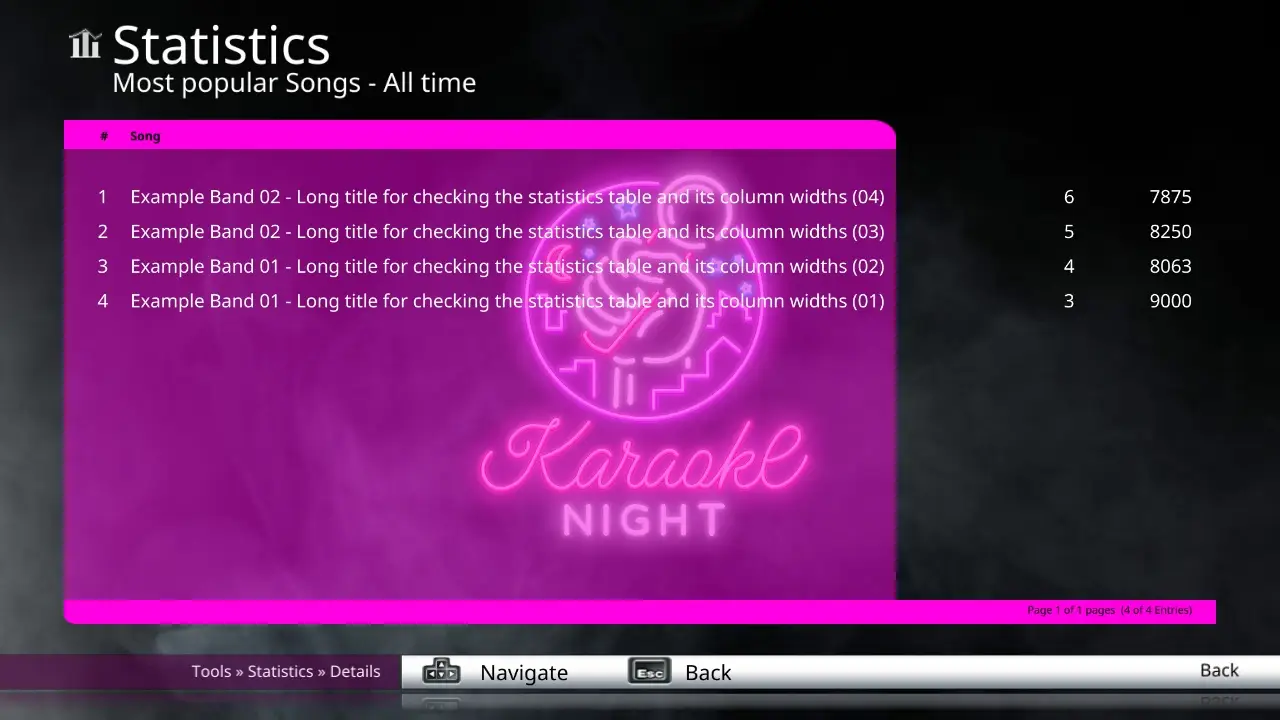 Statistics
Most popular Songs - All time
# Song
1 Example Band 02 - Long title for checking the statistics table and its column widths (04) 6 7875
2 Example Band 02 - Long title for checking the statistics table and its column widths (03) 5 8250
3 Example Band 01 - Long title for checking the statistics table and its column widths (02) 4 8063
4 Example Band 01 - Long title for checking the statistics table and its column widths (01) 3 9000
Karaoke
NIGHT
Page 1 of 1 pages (4 of 4 Entries)
Tools » Statistics » Details Navigate Esc Back Back